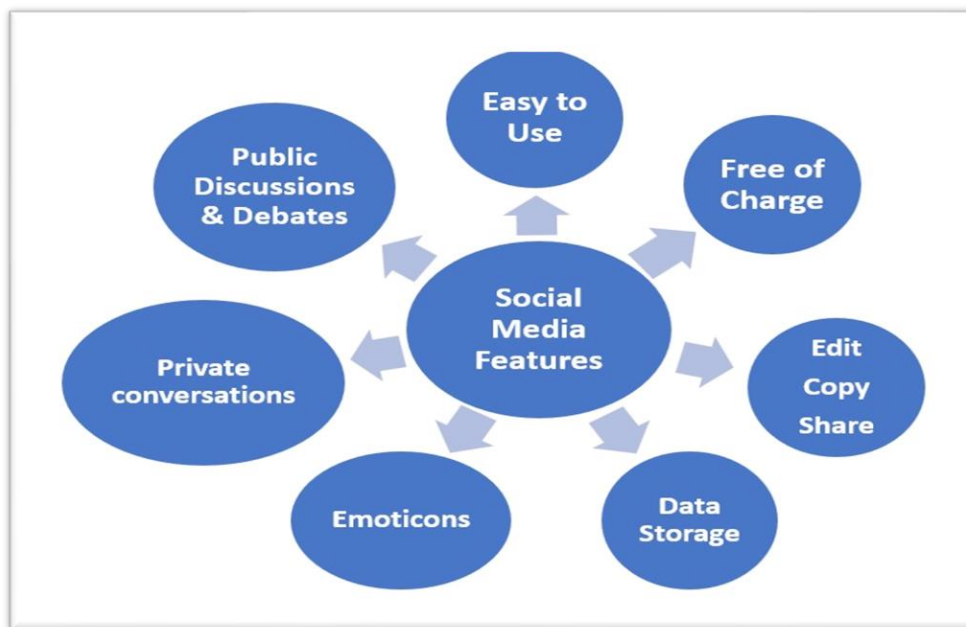 Easy to
Use
Free of
Charge
Public
Discussions
& Debates
Social
Media
Features
Edit
Copy
Share
Private
conversations
Emoticons
Data
Storage